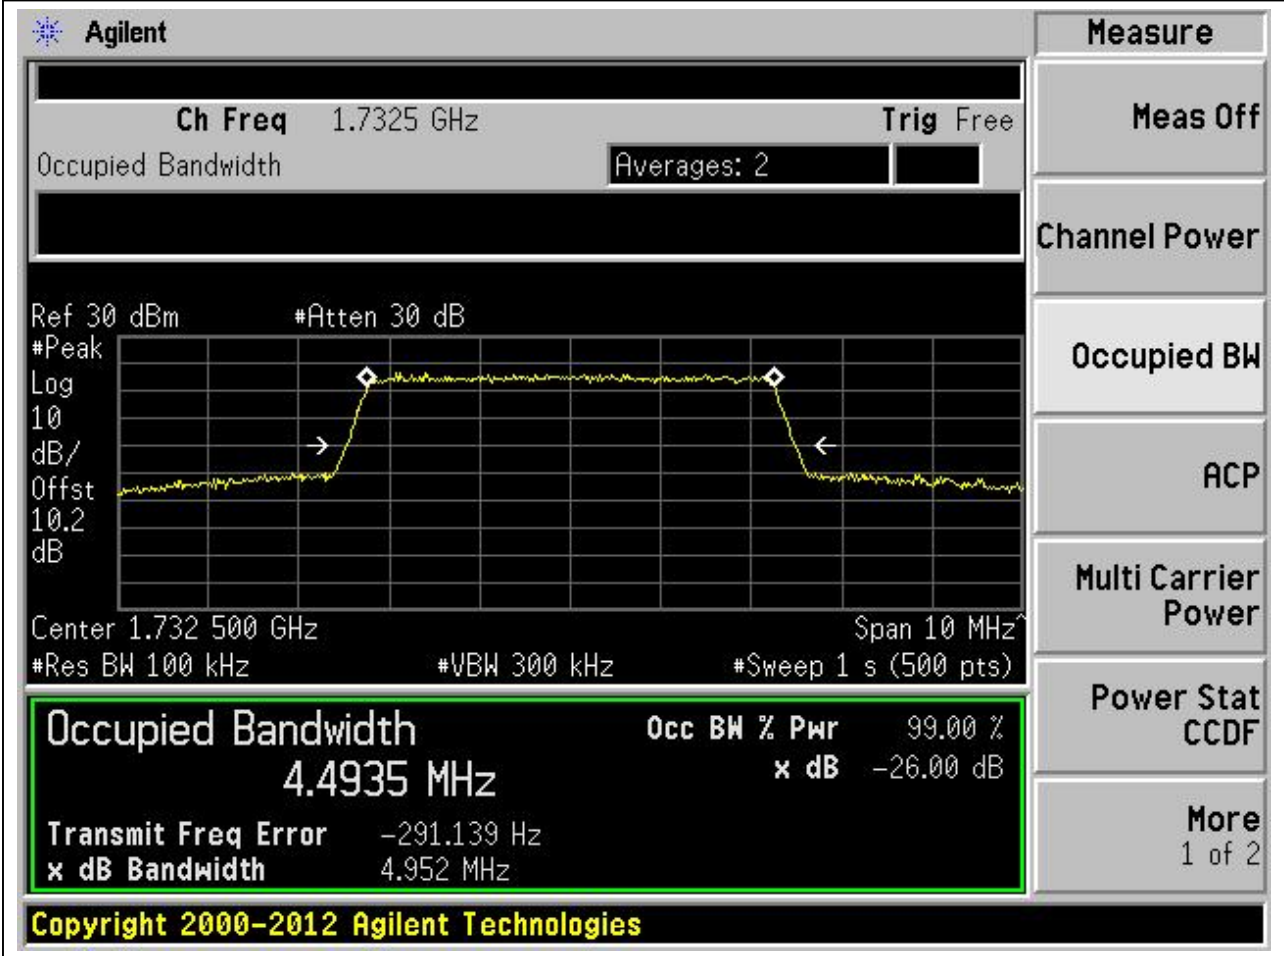 Agilent
Measure
Ch Freq 1.7325 GHz Trig Free
Occupied Bandwidth Averages: 2
Meas Off
Channel Power
Occupied BW
ACP
Multi Carrier
Power
Power Stat
CCDF
More
1 of 2
Ref 30 dBm #Atten 30 dB
#Peak
Log
10
dB/
Offst
10.2
dB
Center 1.732 500 GHz Span 10 MHz^
#Res BW 100 kHz #VBW 300 kHz #Sweep 1 s (500 pts)
Occupied Bandwidth Occ BW % Pwr 99.00 %
4.4935 MHz x dB -26.00 dB
Transmit Freq Error -291.139 Hz
x dB Bandwidth 4.952 MHz
Copyright 2000-2012 Agilent Technologies